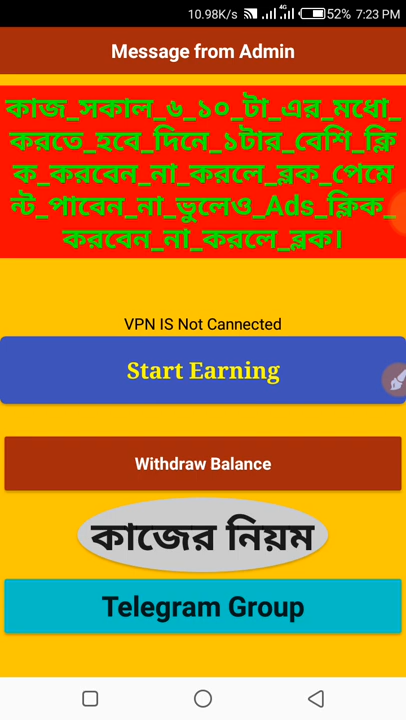 10.98K/s 4G 52% 7:23 PM
Message from Admin
কাজ_সকাল_৬_১০_টা_এর_মধো_
করতে_হবে_দিনে_১টার_বেশি_ক্লি
ক_করবেন_না_করলে_ব্লক_পেমে
ন্ট_পাবেন_না_ভুলেও_Ads_ক্লিক_
করবেন_না_করলে_ব্লক।
VPN IS Not Cannected
Start Earning
Withdraw Balance
কাজের নিয়ম
Telegram Group